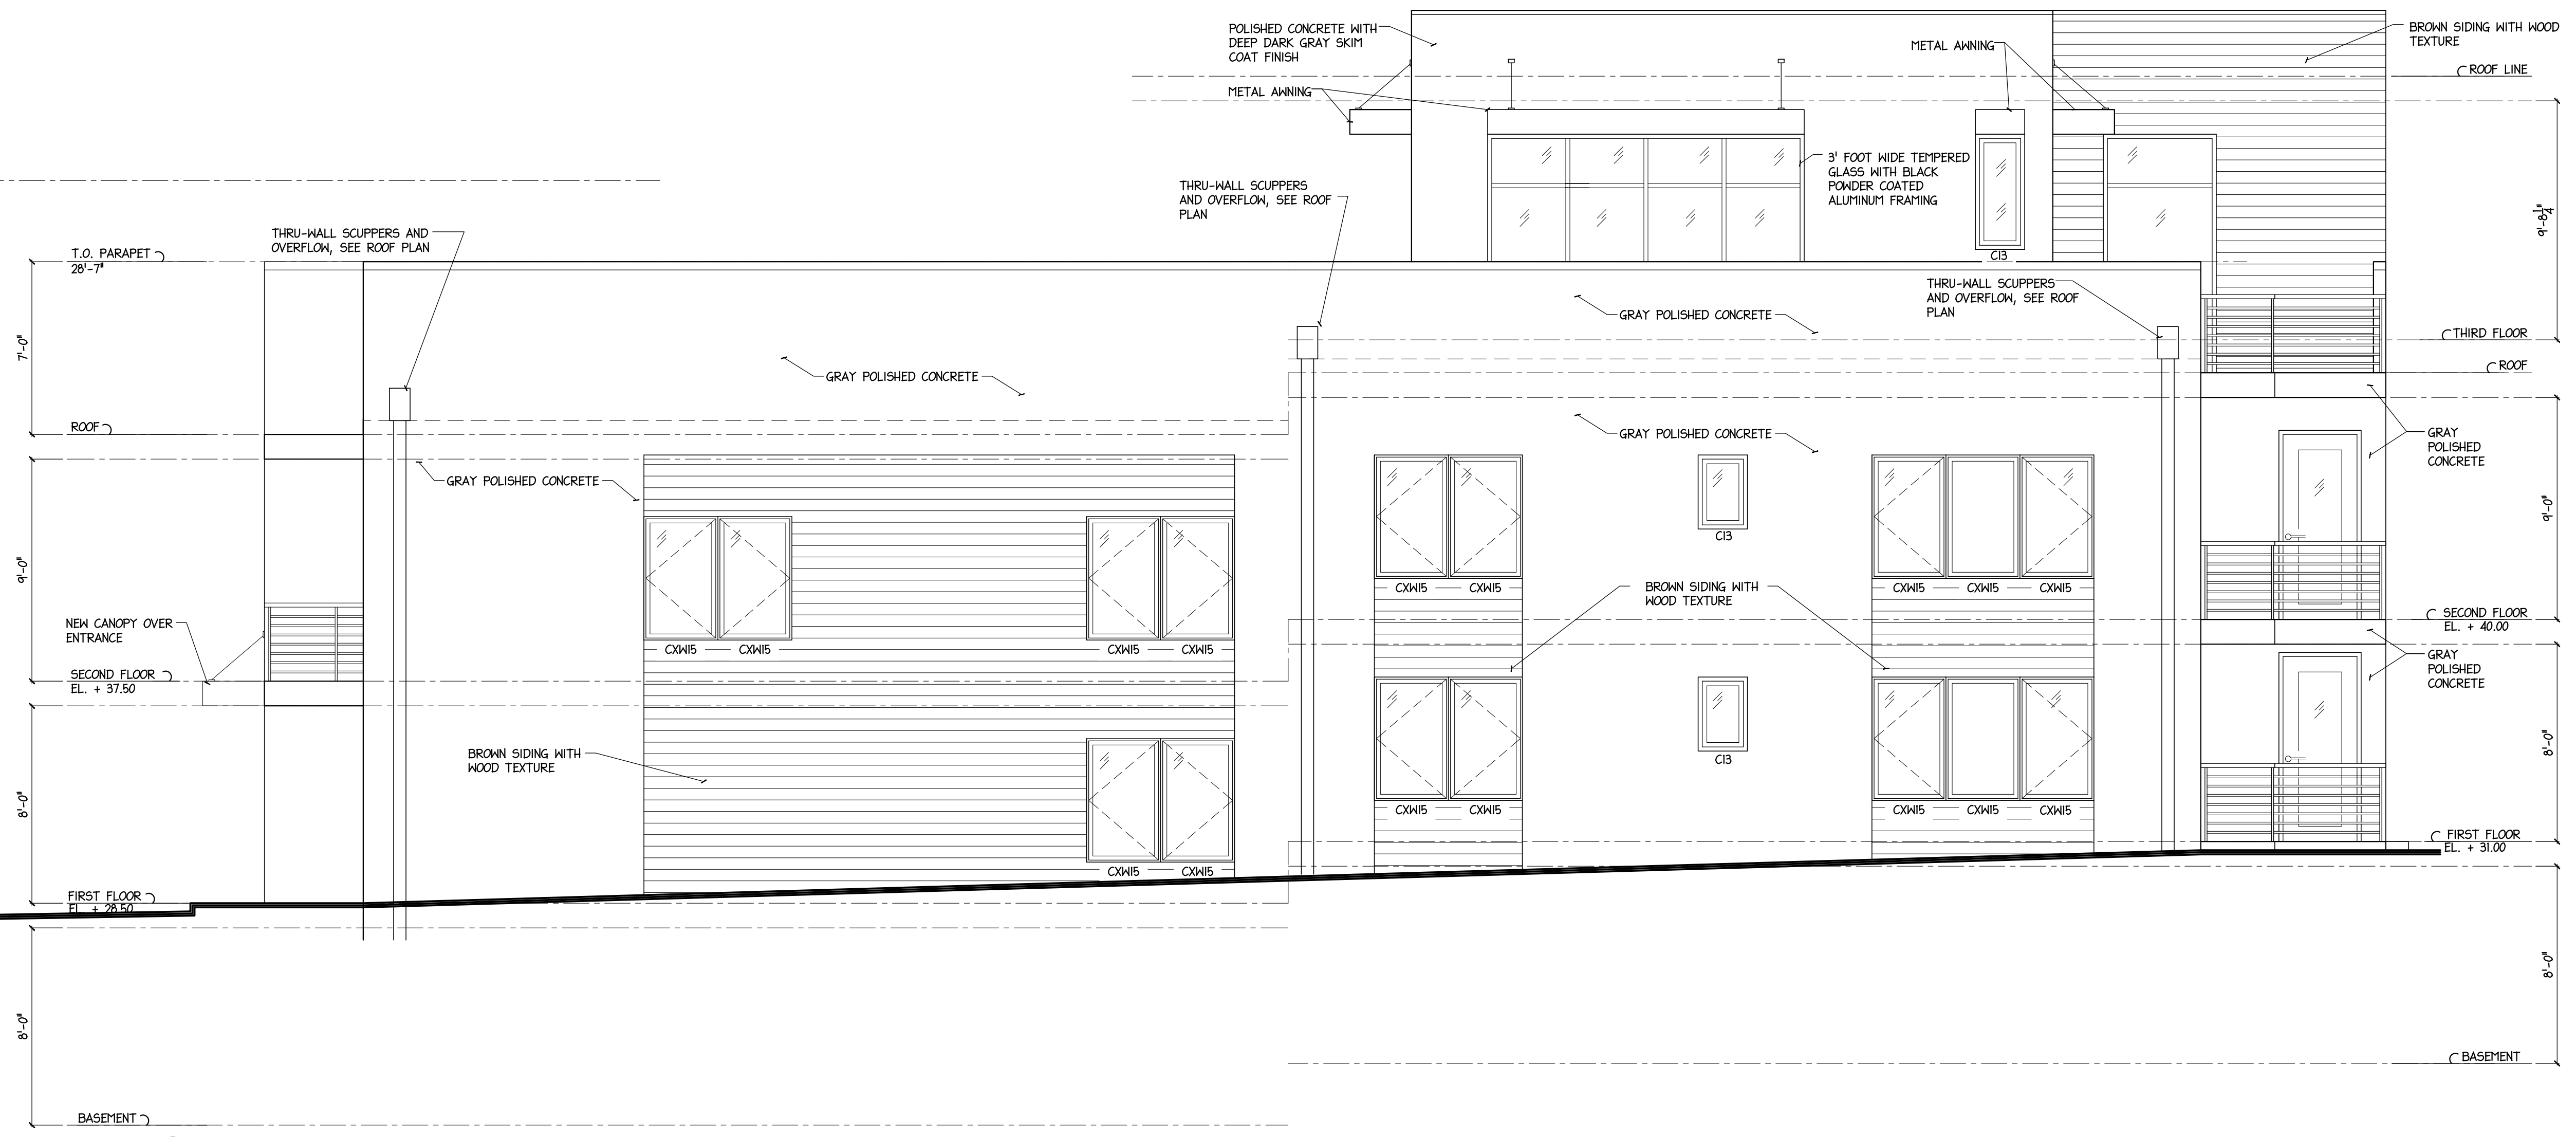 POLISHED CONCRETE WITH
DEEP DARK GRAY SKIM
COAT FINISH
METAL AWNING
BROWN SIDING WITH WOOD
TEXTURE
ROOF LINE
METAL AWNING
3' FOOT WIDE TEMPERED
GLASS WITH BLACK
POWDER COATED
ALUMINUM FRAMING
THRU-WALL SCUPPERS
AND OVERFLOW, SEE ROOF
PLAN
9'-8 1/4"
THRU-WALL SCUPPERS AND
OVERFLOW, SEE ROOF PLAN
T.O. PARAPET
28'-7"
C13
THRU-WALL SCUPPERS
AND OVERFLOW, SEE ROOF
PLAN
GRAY POLISHED CONCRETE
THIRD FLOOR
7'-0"
ROOF
GRAY POLISHED CONCRETE
ROOF
GRAY POLISHED CONCRETE
GRAY
POLISHED
CONCRETE
GRAY POLISHED CONCRETE
9'-0"
C13
9'-0"
CXW15 CXW15
CXW15 CXW15 CXW15
BROWN SIDING WITH
WOOD TEXTURE
NEW CANOPY OVER
ENTRANCE
SECOND FLOOR
EL. + 40.00
CXW15 CXW15
CXW15 CXW15
GRAY
POLISHED
CONCRETE
SECOND FLOOR
EL. + 37.50
BROWN SIDING WITH
WOOD TEXTURE
C13
8'-0"
8'-0"
CXW15 CXW15
CXW15 CXW15 CXW15
FIRST FLOOR
EL. + 31.00
CXW15 CXW15
FIRST FLOOR
EL. + 28.50
8'-0"
8'-0"
BASEMENT
BASEMENT